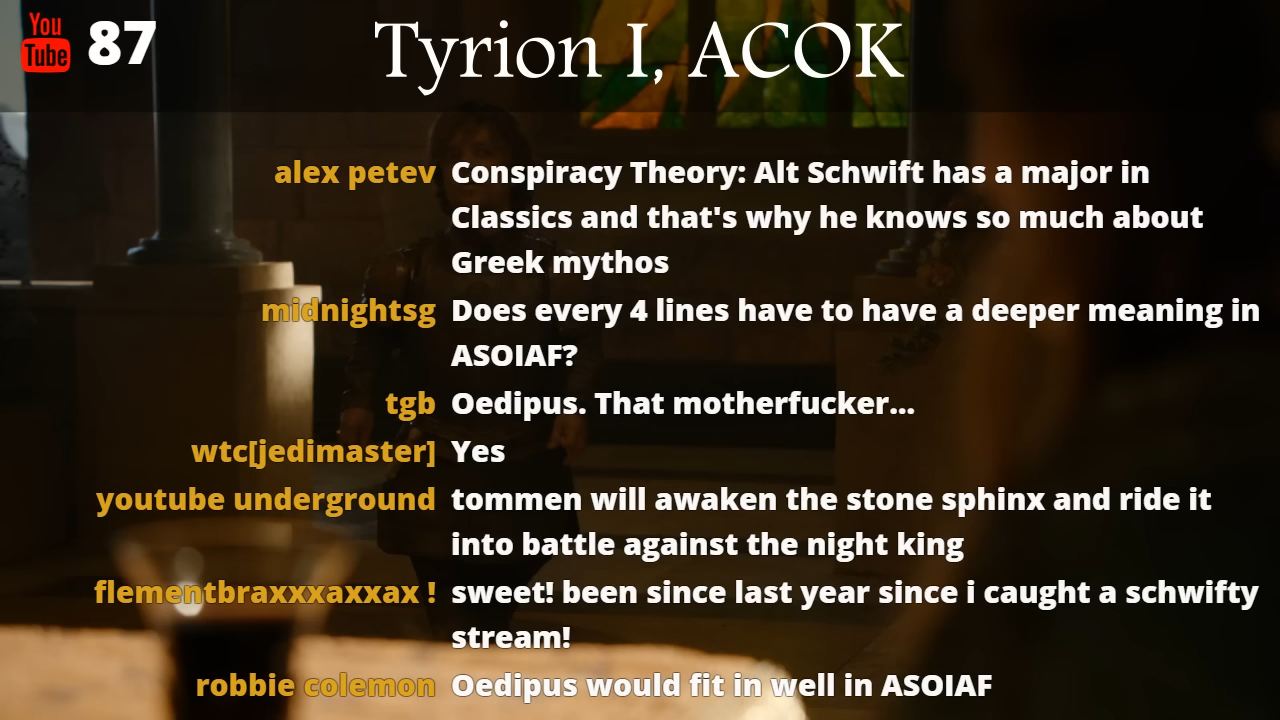 You
Tube
87
Tyrion I, ACOK
alex petev Conspiracy Theory: Alt Schwift has a major in
Classics and that's why he knows so much about
Greek mythos
midnightsg Does every 4 lines have to have a deeper meaning in
ASOIAF?
tgb Oedipus. That motherfucker...
wtc[jedimaster] Yes
youtube underground tommen will awaken the stone sphinx and ride it
into battle against the night king
flementbraxxxaxxax ! sweet! been since last year since i caught a schwifty
stream!
robbie colemon Oedipus would fit in well in ASOIAF